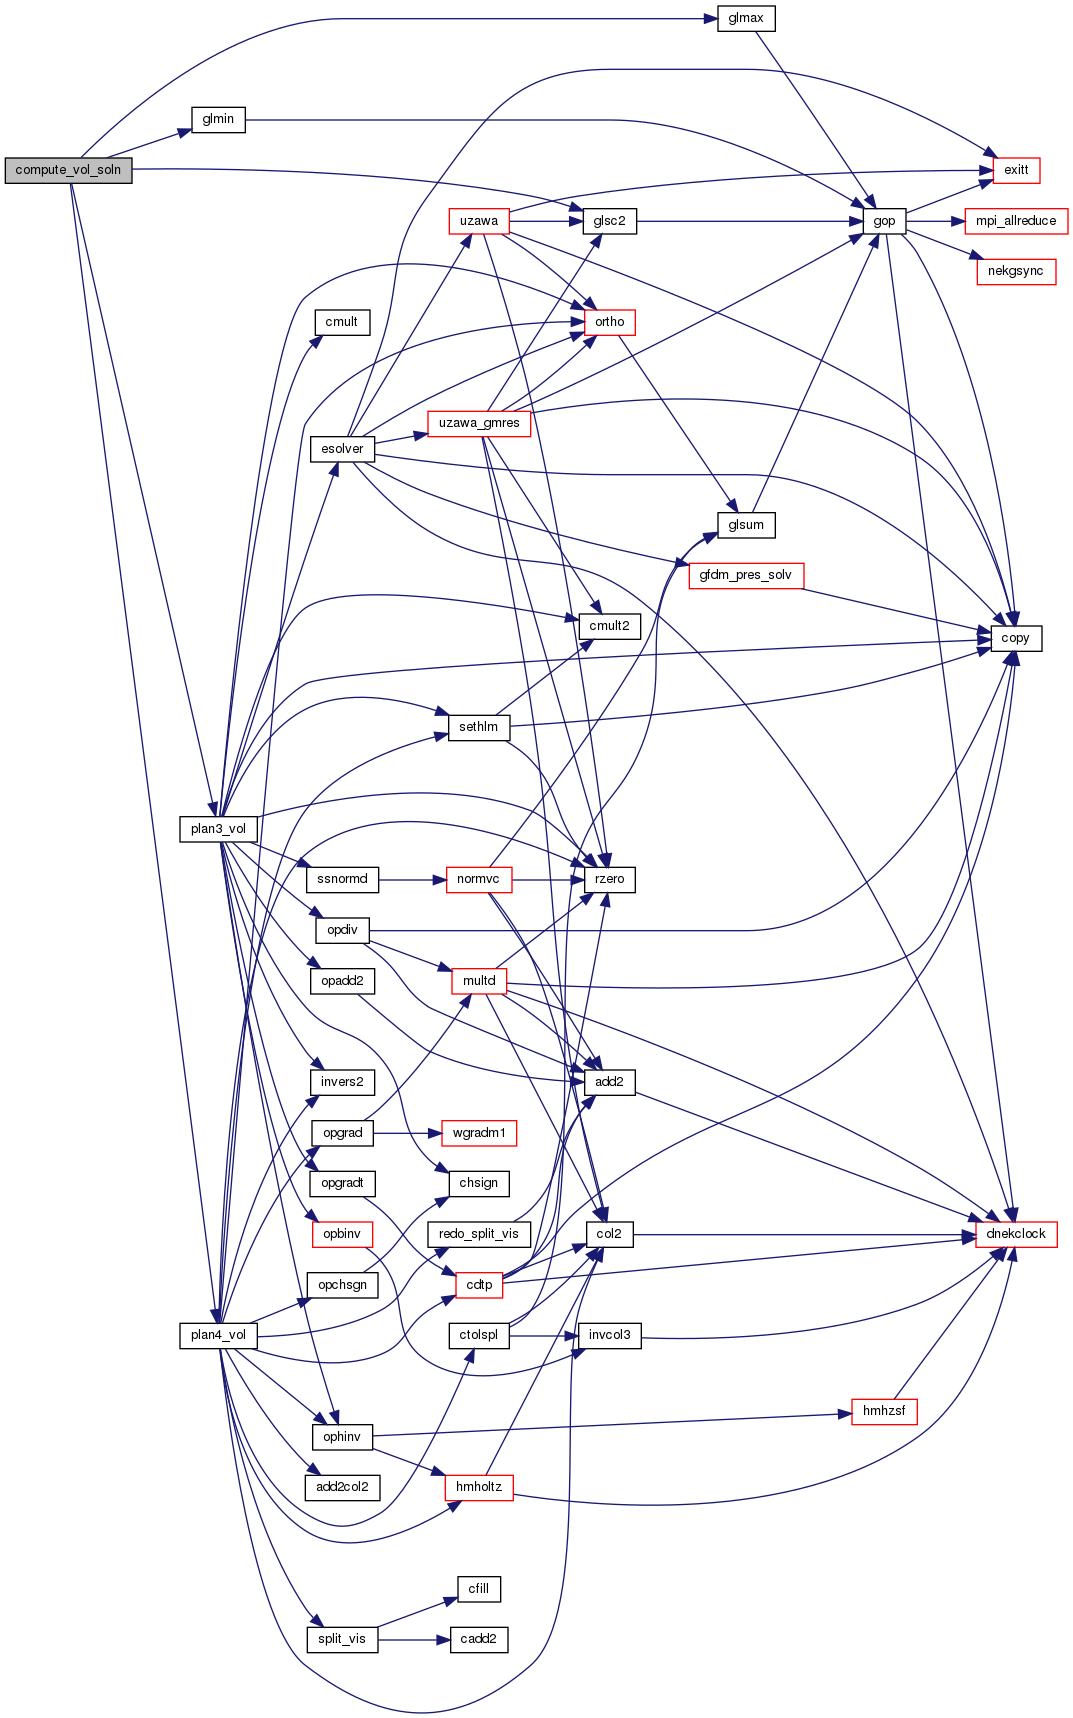 glmax
glmin
compute_vol_soln
exitt
uzawa
glsc2
gop
mpi_allreduce
nekgsync
cmult
ortho
uzawa_gmres
esolver
glsum
gfdm_pres_solv
cmult2
copy
sethlm
plan3_vol
ssnormd
normvc
rzero
opdiv
opadd2
multd
invers2
add2
opgrad
wgradm1
opgradt
chsign
opbinv
redo_split_vis
col2
dnekclock
opchsgn
cdtp
plan4_vol
ctolspl
invcol3
hmhzsf
ophinv
add2col2
hmholtz
cfill
split_vis
cadd2